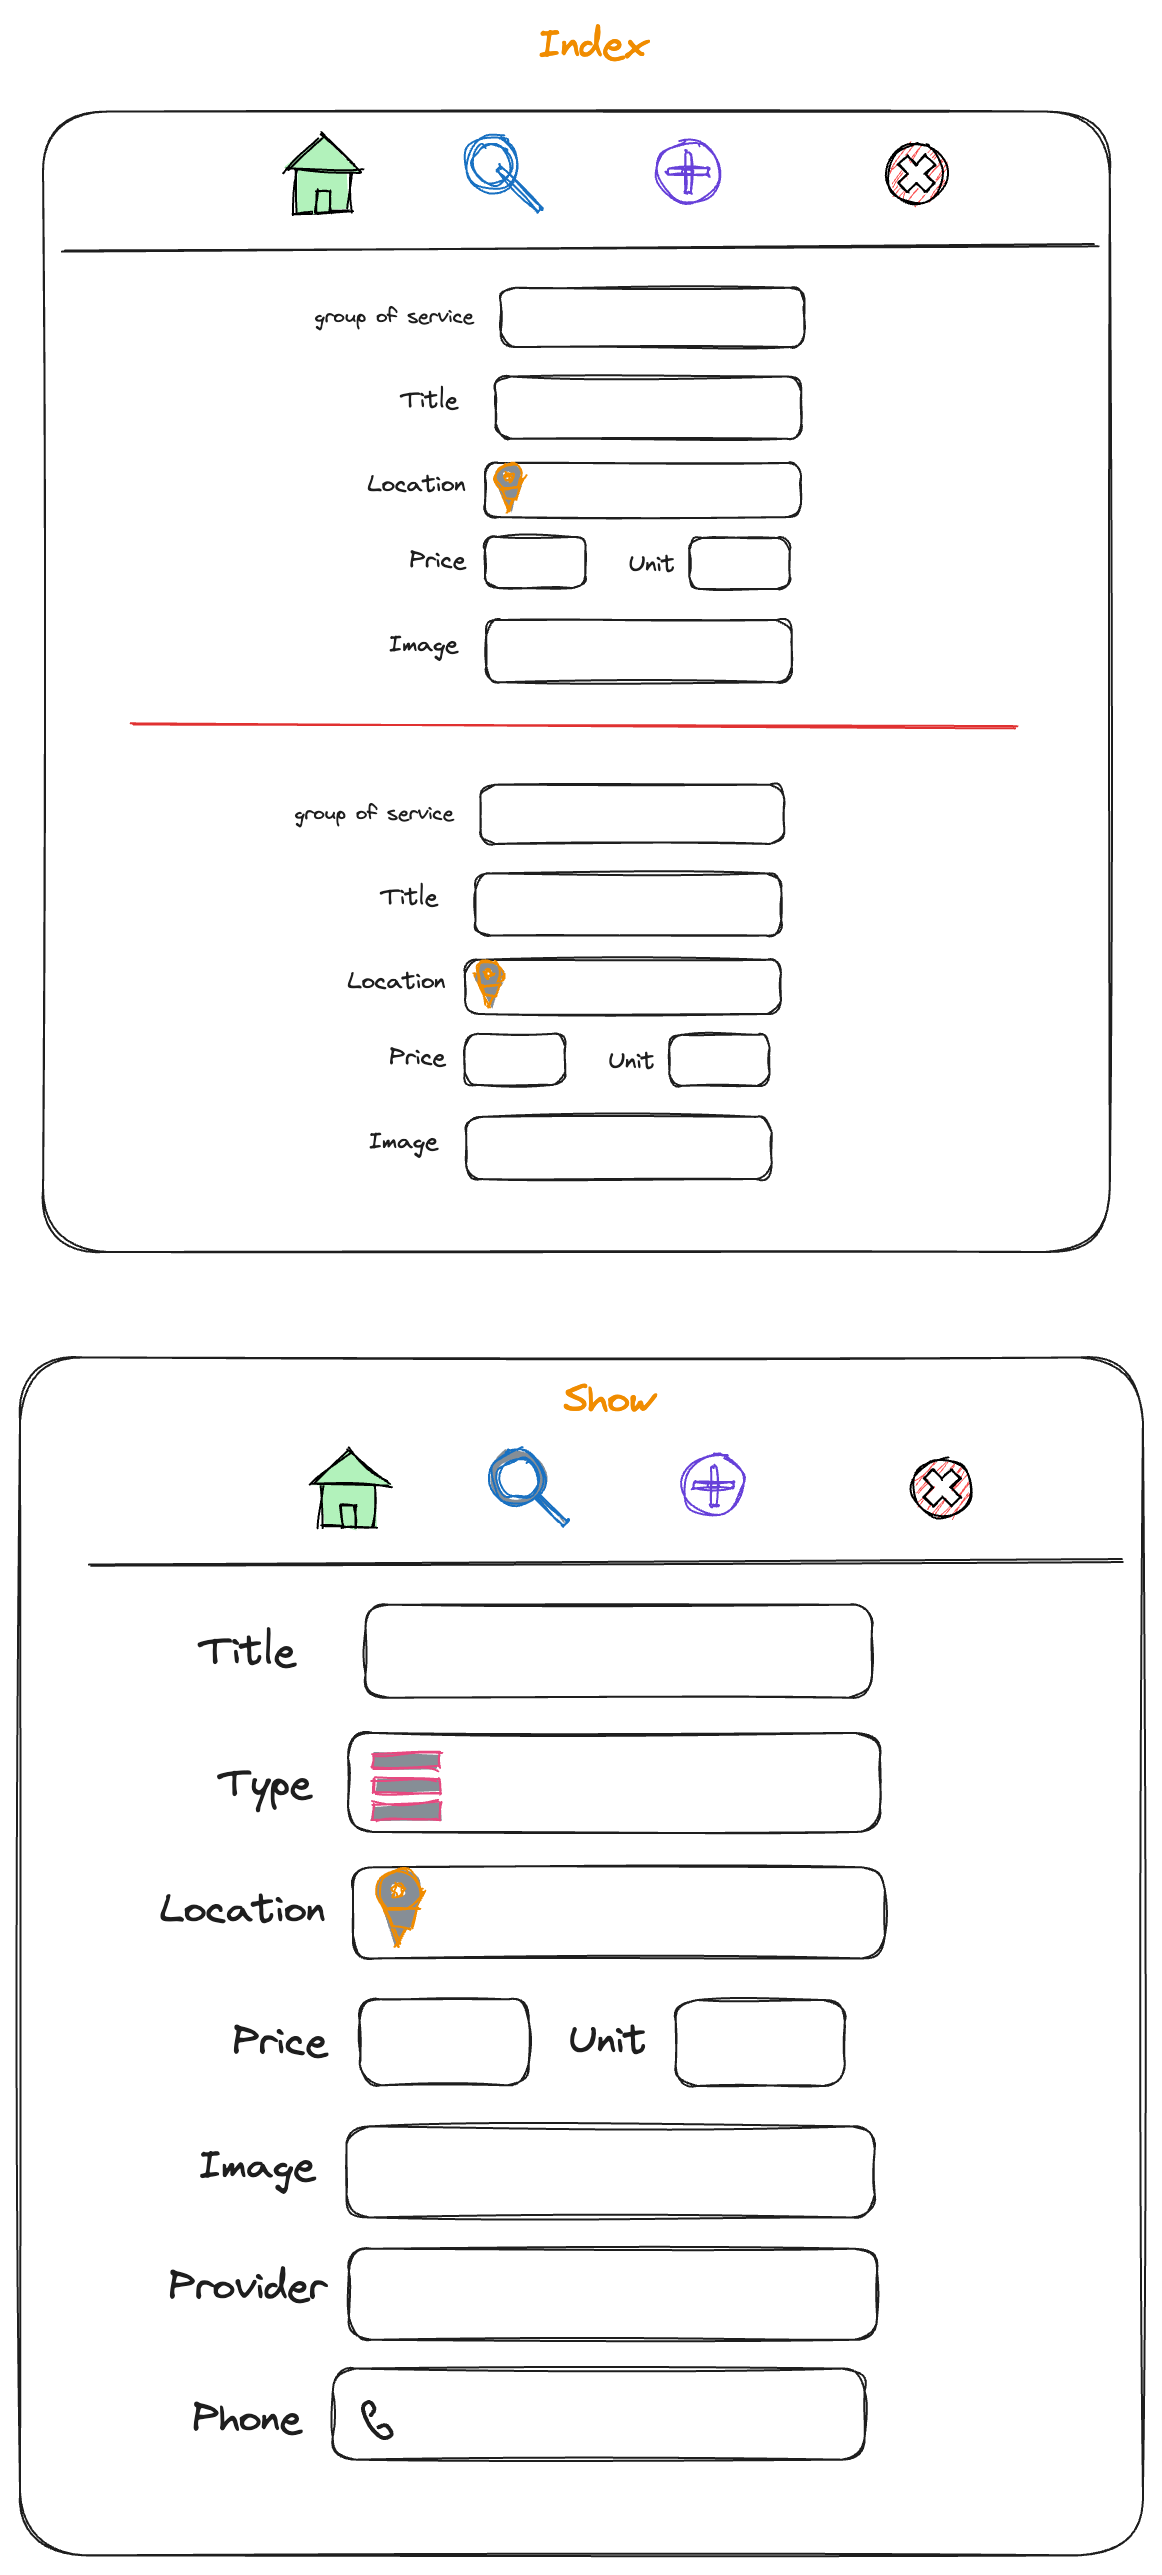 Index
group of service
Title
Location
Price Unit
Image
group of service
Title
Location
Price Unit
Image
Show
Title
Type
Location
Price Unit
Image
Provider
Phone